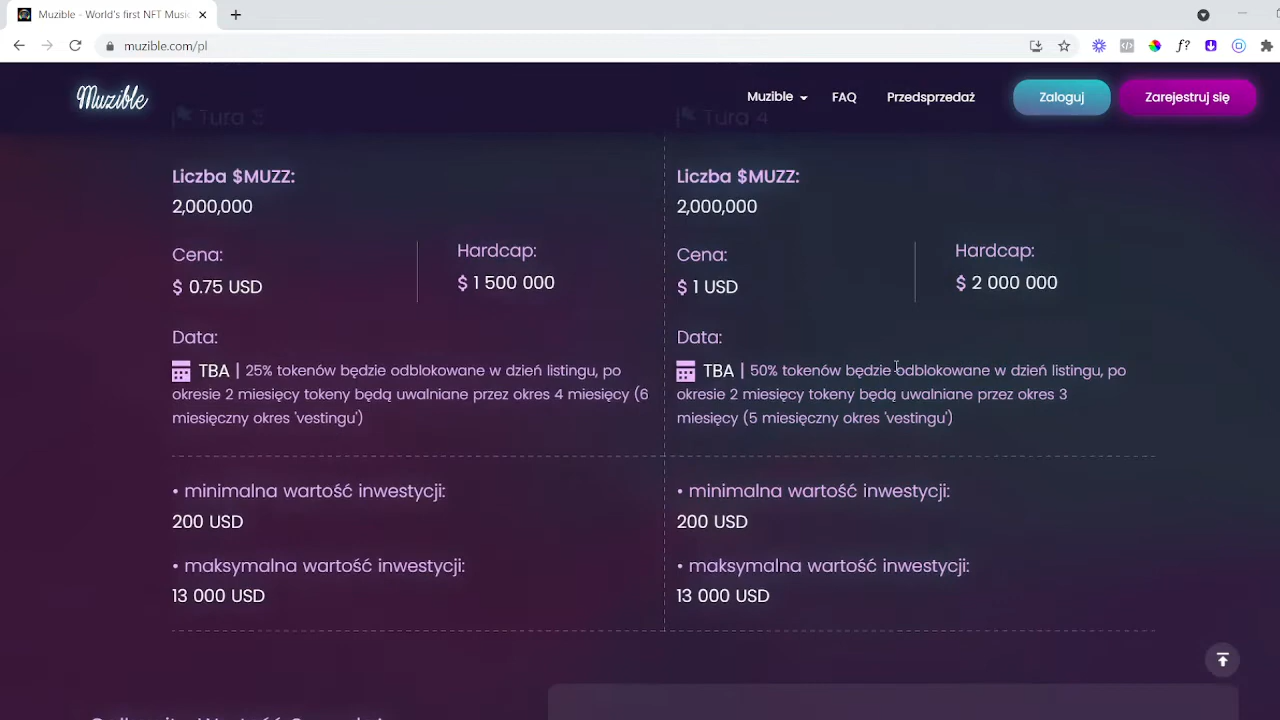 Muzible - World's first NFT Music
muzible.com/pl
f?
Muzible
Muzible
FAQ
Przedsprzedaż
Zaloguj
Zarejestruj się
Tura 3
Liczba $MUZZ:
2,000,000
Cena:
$ 0.75 USD
Hardcap:
$ 1 500 000
Data:
TBA | 25% tokenów będzie odblokowane w dzień listingu, po
okresie 2 miesięcy tokeny będą uwalniane przez okres 4 miesięcy (6
miesięczny okres 'vestingu')
• minimalna wartość inwestycji:
200 USD
• maksymalna wartość inwestycji:
13 000 USD
Tura 4
Liczba $MUZZ:
2,000,000
Cena:
$ 1 USD
Hardcap:
$ 2 000 000
Data:
TBA | 50% tokenów będzie odblokowane w dzień listingu, po
okresie 2 miesięcy tokeny będą uwalniane przez okres 3
miesięcy (5 miesięczny okres 'vestingu')
• minimalna wartość inwestycji:
200 USD
• maksymalna wartość inwestycji:
13 000 USD